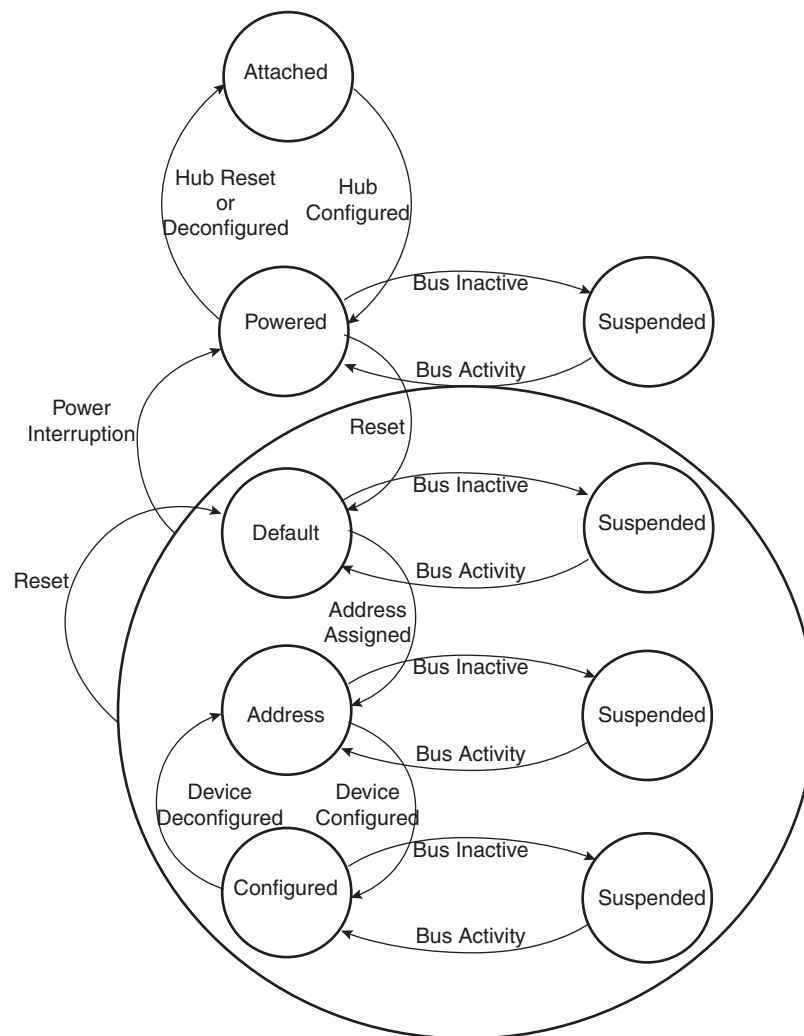 Attached
Hub Reset
or
Deconfigured
Hub
Configured
Powered
Bus Inactive
Suspended
Bus Activity
Power
Interruption
Reset
Default
Bus Inactive
Suspended
Bus Activity
Reset
Address
Assigned
Address
Bus Inactive
Suspended
Bus Activity
Device
Deconfigured
Device
Configured
Configured
Bus Inactive
Suspended
Bus Activity